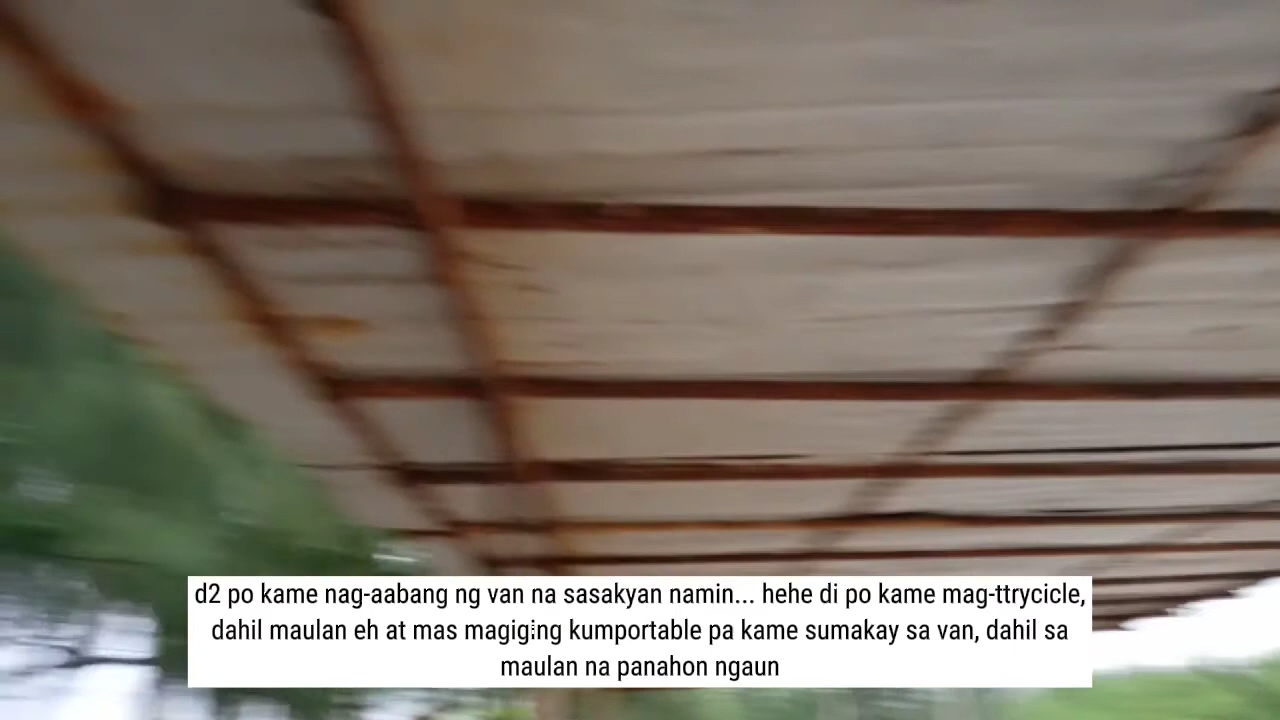 d2 po kame nag-aabang ng van na sasakyan namin... hehe di po kame mag-ttrycicle,
dahil maulan eh at mas magiging kumportable pa kame sumakay sa van, dahil sa
maulan na panahon ngaun